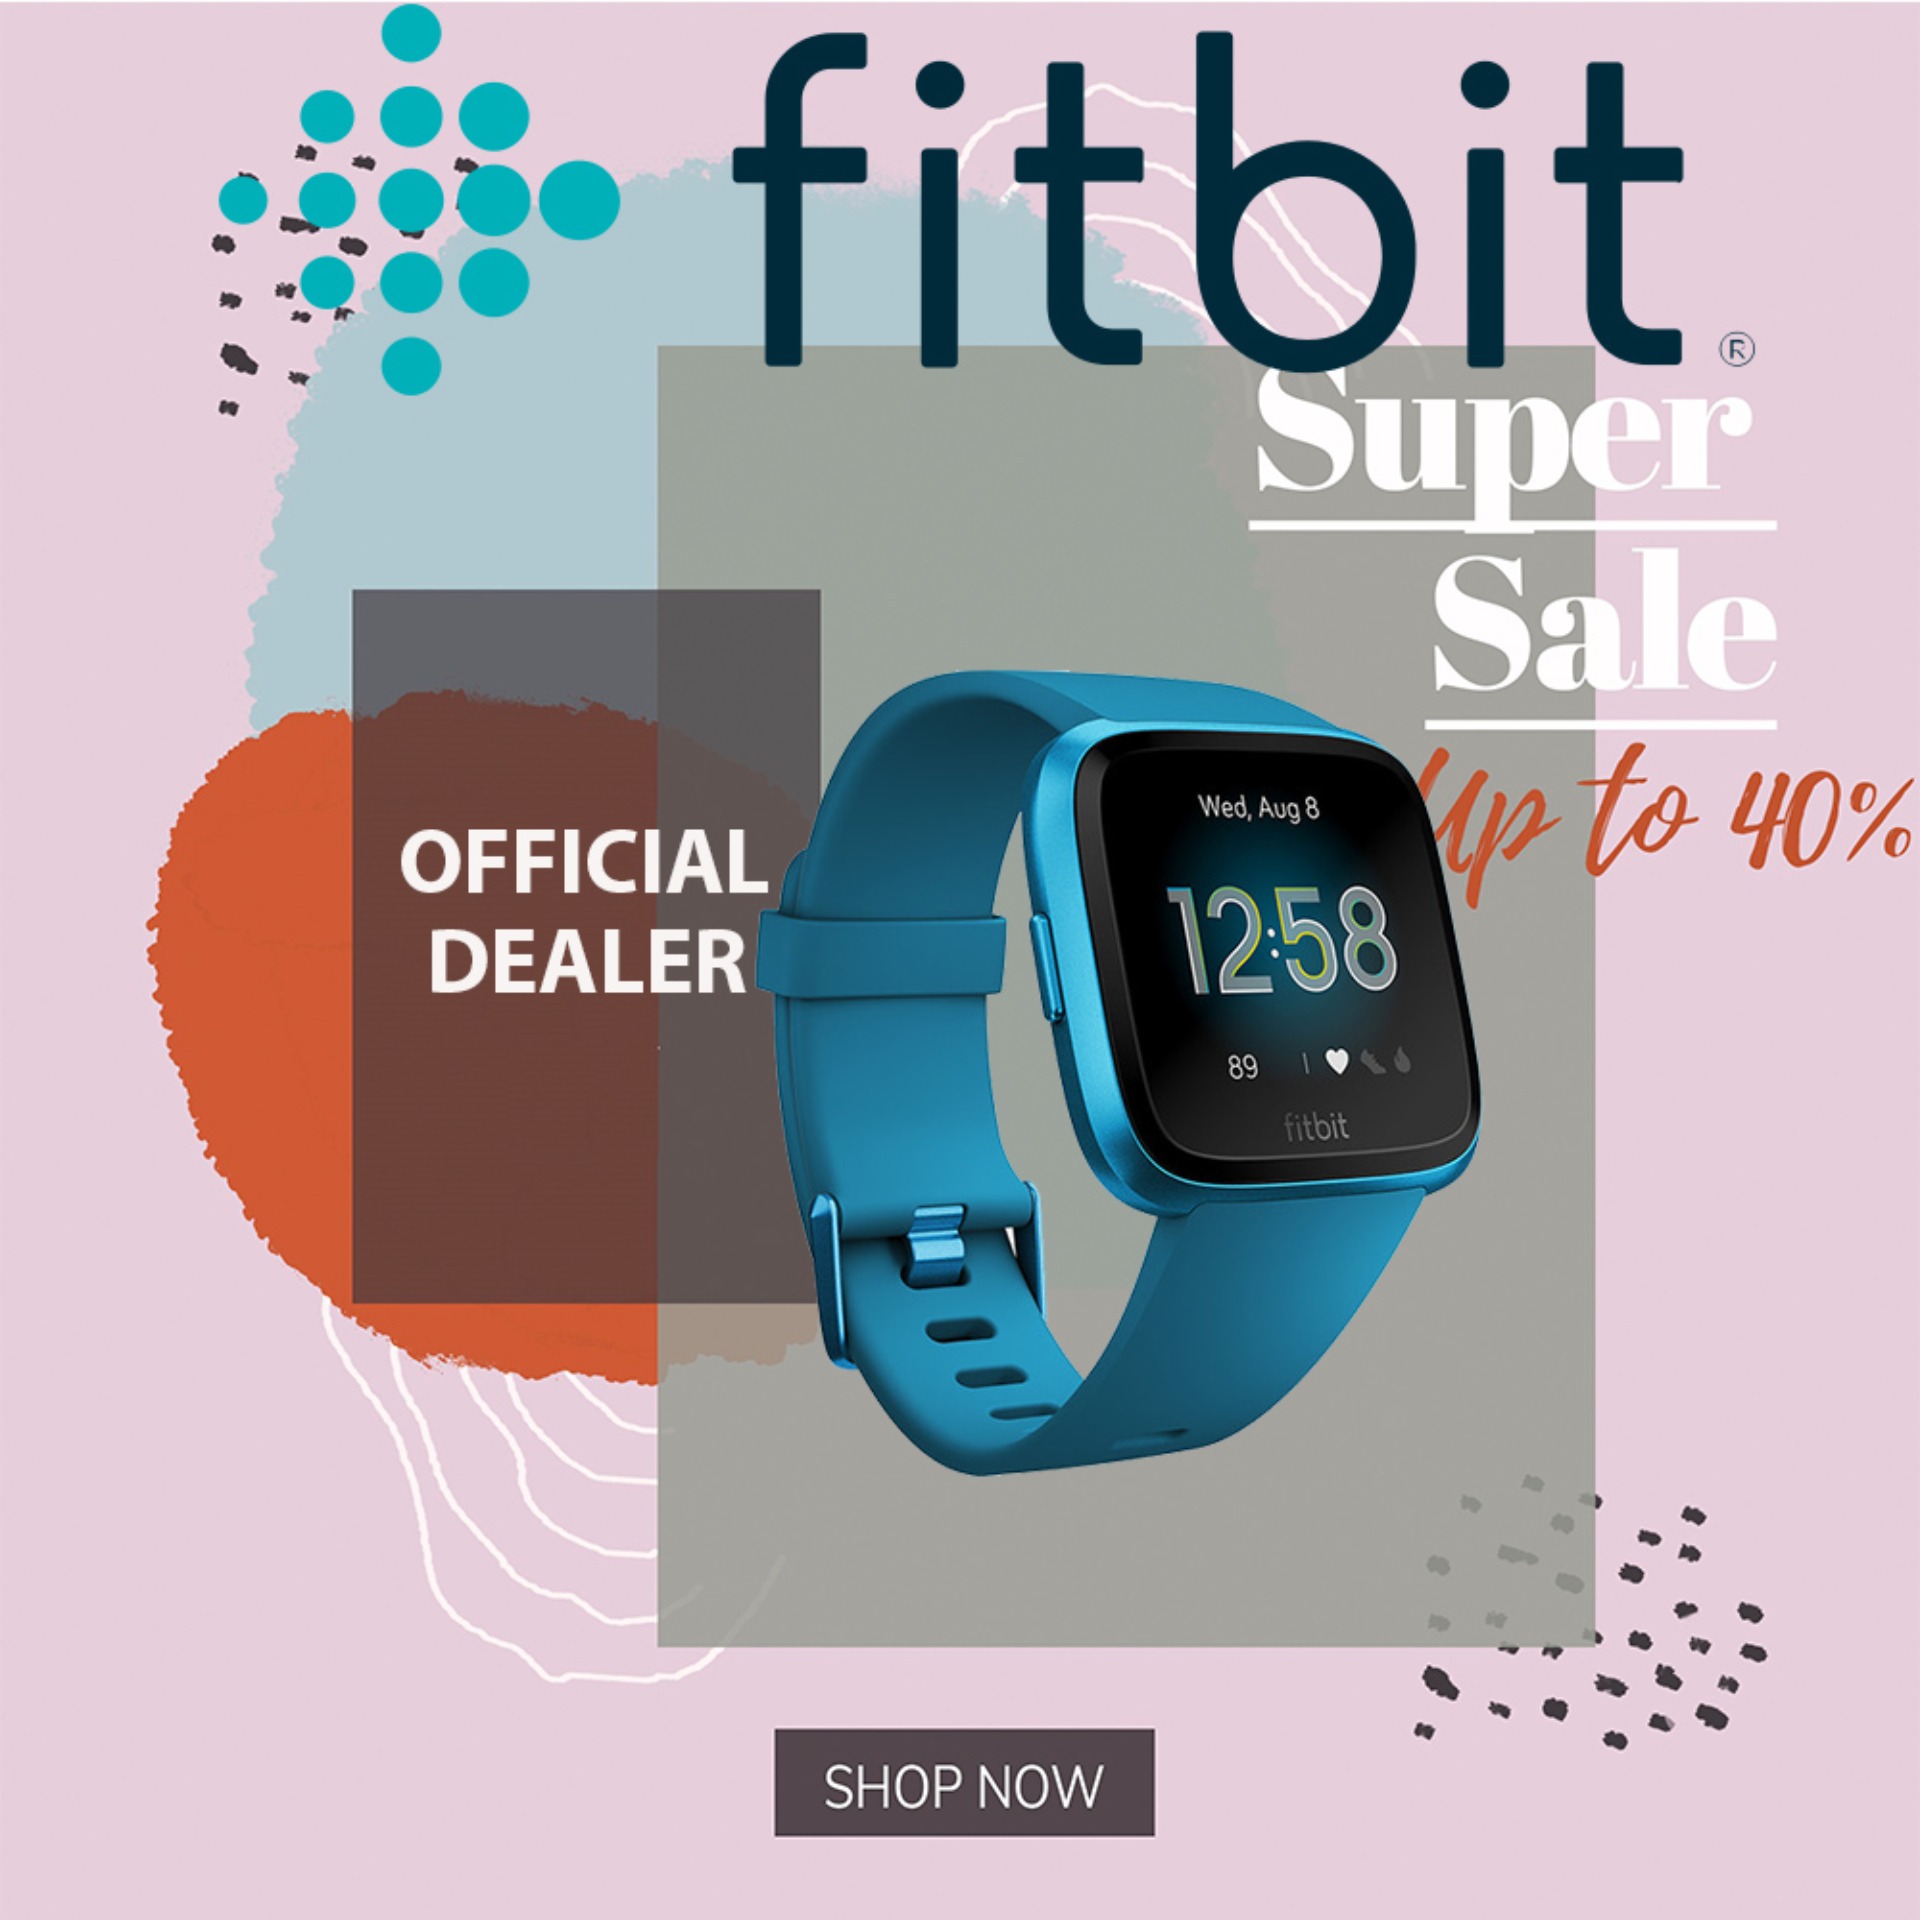 fitbit®
Super
Sale
Up to 40%
OFFICIAL
DEALER
Wed, Aug 8
12:58
89
fitbit
SHOP NOW